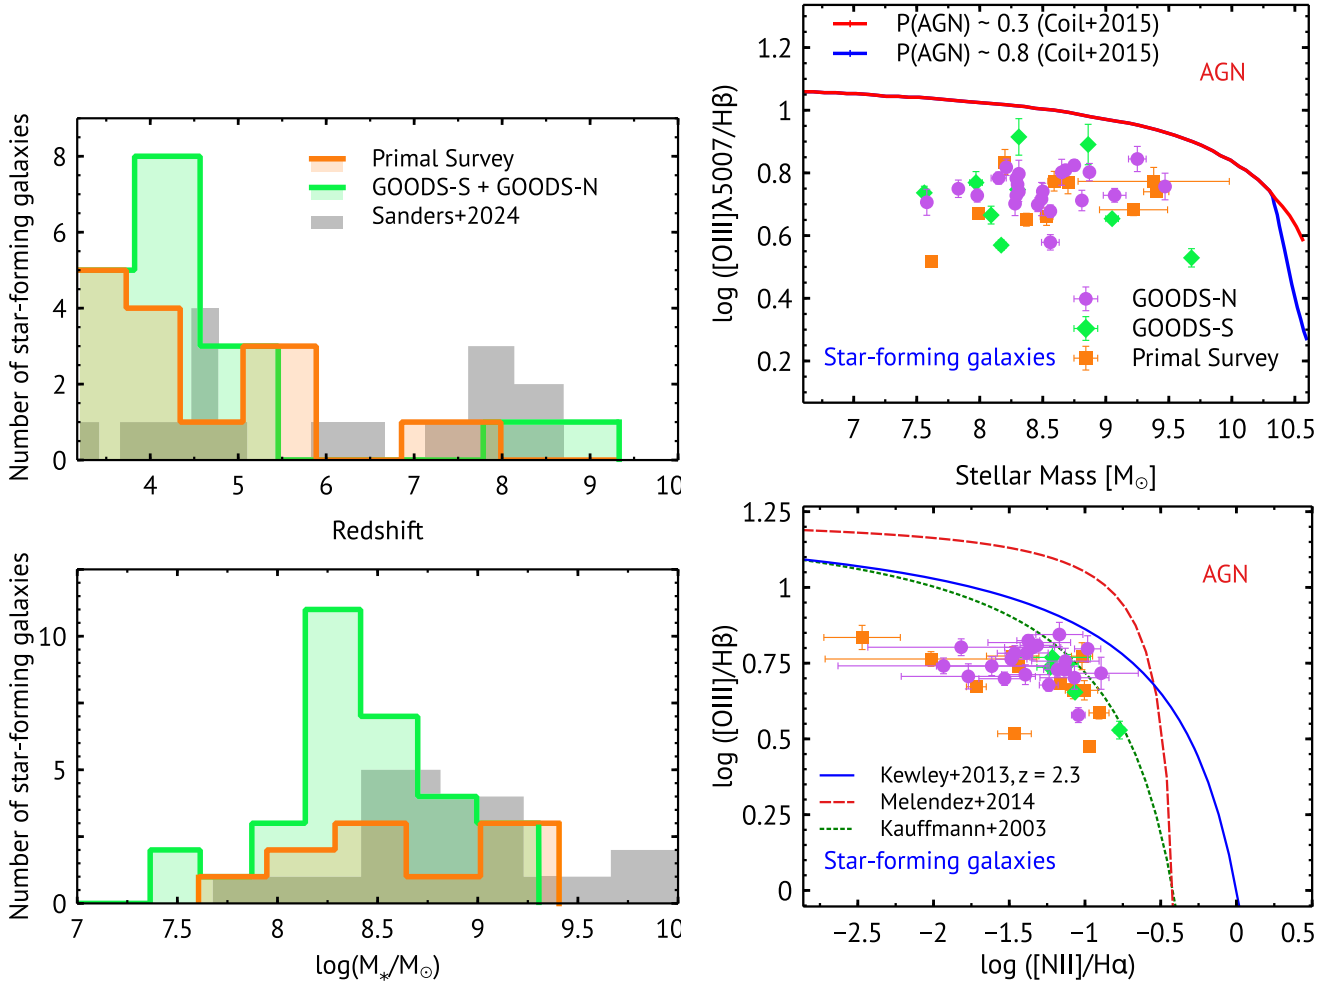 Number of star-forming galaxies
8
6
4
2
0
Primal Survey
GOODS-S + GOODS-N
Sanders+2024
4 5 6 7 8 9 10
Redshift
Number of star-forming galaxies
10
5
0
7 7.5 8 8.5 9 9.5 10
log(M*/M⊙)
log ([OIII]λ5007/Hβ)
1.2
1
0.8
0.6
0.4
0.2
P(AGN) ~ 0.3 (Coil+2015)
P(AGN) ~ 0.8 (Coil+2015)
AGN
GOODS-N
GOODS-S
Primal Survey
Star-forming galaxies
7 7.5 8 8.5 9 9.5 10 10.5
Stellar Mass [M⊙]
log ([OIII]/Hβ)
1.25
1
0.75
0.5
0.25
0
AGN
Kewley+2013, z = 2.3
Melendez+2014
Kauffmann+2003
Star-forming galaxies
−2.5 −2 −1.5 −1 −0.5 0 0.5
log ([NII]/Hα)